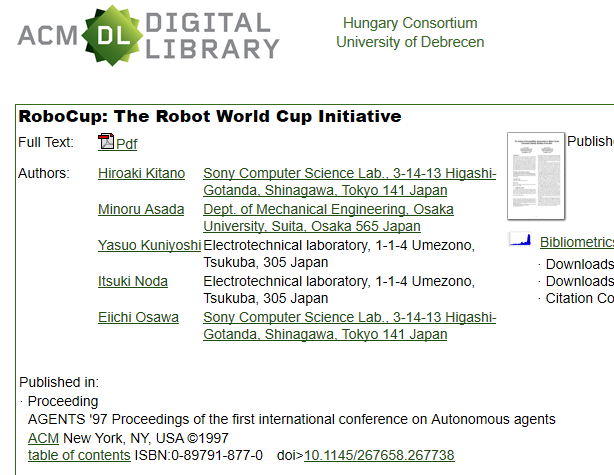 ACM DL DIGITAL LIBRARY
Hungary Consortium
University of Debrecen
RoboCup: The Robot World Cup Initiative
Full Text: Pdf
Authors: Hiroaki Kitano Sony Computer Science Lab., 3-14-13 Higashi-
Gotanda, Shinagawa, Tokyo 141 Japan
Minoru Asada Dept. of Mechanical Engineering, Osaka
University, Suita, Osaka 565 Japan
Yasuo Kuniyoshi Electrotechnical laboratory, 1-1-4 Umezono,
Tsukuba, 305 Japan
Itsuki Noda Electrotechnical laboratory, 1-1-4 Umezono,
Tsukuba, 305 Japan
Eiichi Osawa Sony Computer Science Lab., 3-14-13 Higashi-
Gotanda, Shinagawa, Tokyo 141 Japan
Publish
Bibliometrics
· Downloads
· Downloads
· Citation Co
Published in:
· Proceeding
AGENTS '97 Proceedings of the first international conference on Autonomous agents
ACM New York, NY, USA ©1997
table of contents ISBN:0-89791-877-0 doi>10.1145/267658.267738